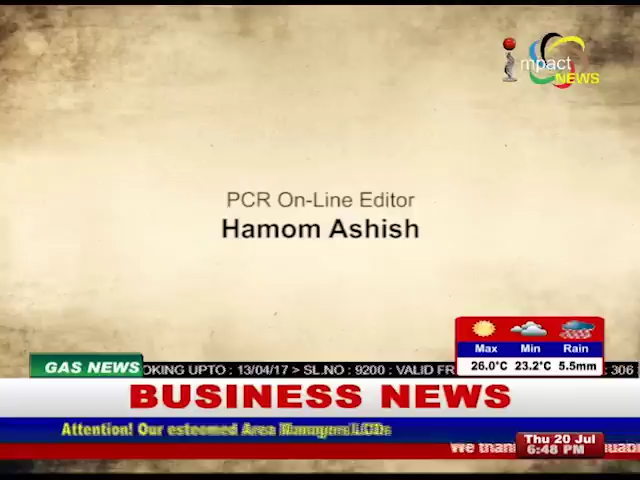 impact
NEWS
PCR On-Line Editor
Hamom Ashish
Max Min Rain
26.0°C 23.2°C 5.5mm
GAS NEWS
OKING UPTO : 13/04/17 > SL.NO : 9200 : VALID FR
: 306
BUSINESS NEWS
Attention! Our esteemed Area Managers
We than
Thu 20 Jul
6:48 PM